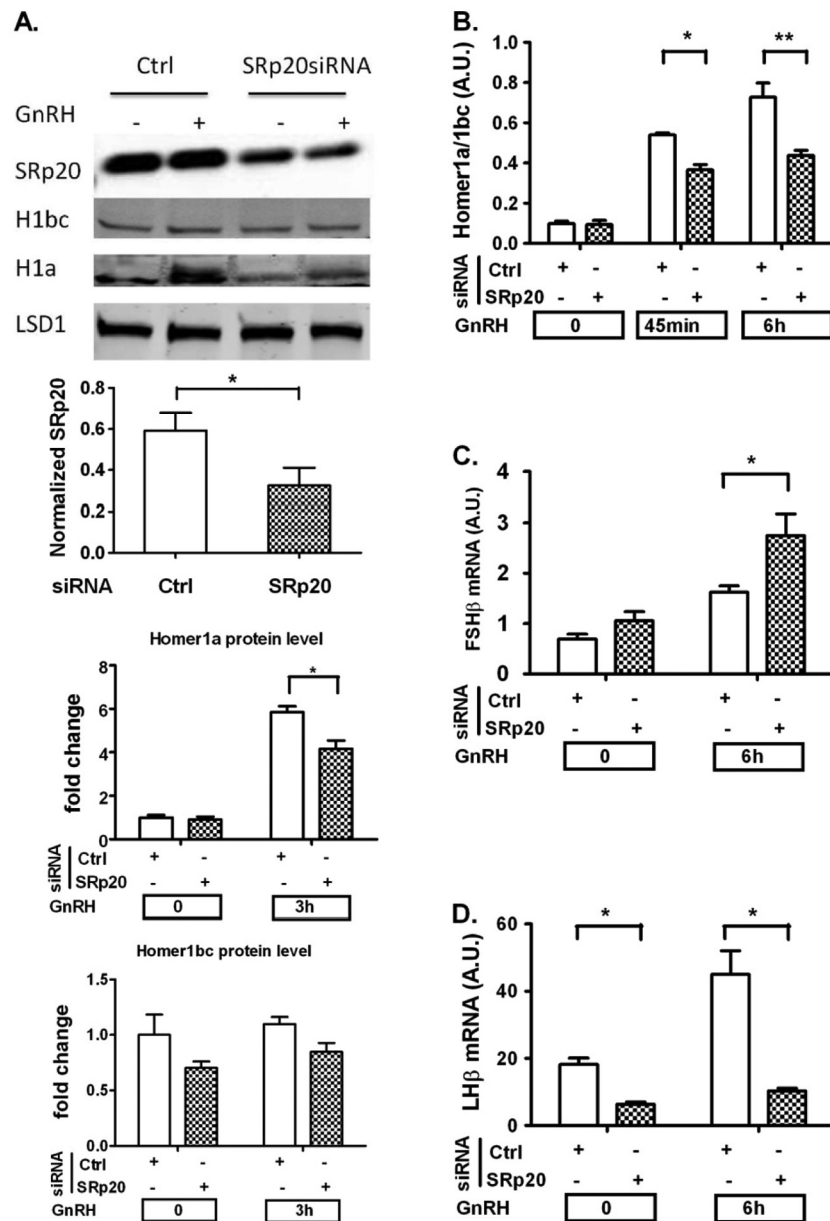 A.
Ctrl SRp20siRNA
GnRH - + - +
SRp20
H1bc
H1a
LSD1
*
Normalized SRp20
0.8
0.6
0.4
0.2
0.0
siRNA Ctrl SRp20
Homer1a protein level
*
fold change
8
6
4
2
0
siRNA
Ctrl + - + -
SRp20 - + - +
GnRH 0 3h
Homer1bc protein level
fold change
1.5
1.0
0.5
0.0
siRNA
Ctrl + - + -
SRp20 - + - +
GnRH 0 3h
B.
* **
Homer1a/1bc (A.U.)
1.0
0.8
0.6
0.4
0.2
0.0
siRNA
Ctrl + - + - + -
SRp20 - + - + - +
GnRH 0 45min 6h
C.
*
FSHβ mRNA (A.U.)
4
3
2
1
0
siRNA
Ctrl + - + -
SRp20 - + - +
GnRH 0 6h
D.
* *
LHβ mRNA (A.U.)
60
40
20
0
siRNA
Ctrl + - + -
SRp20 - + - +
GnRH 0 6h